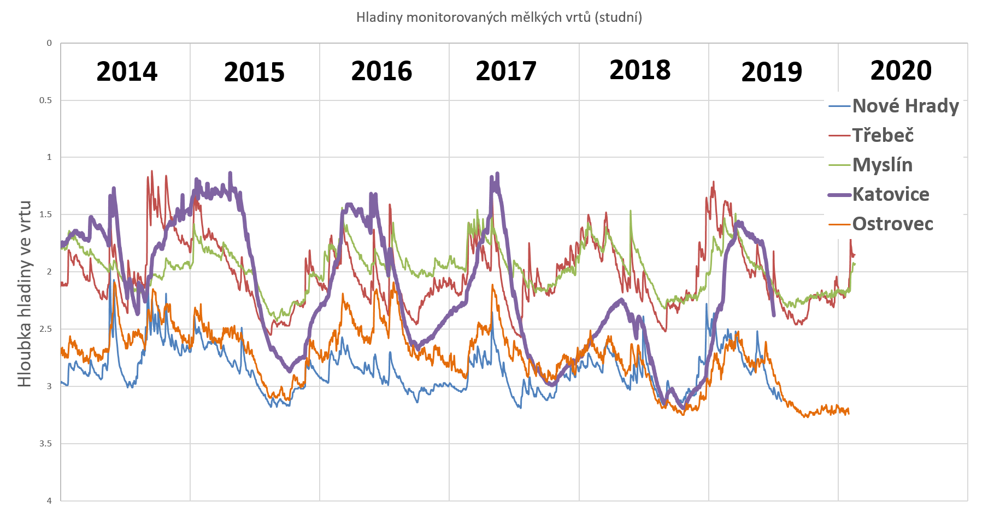 Hladiny monitorovaných mělkých vrtů (studní)
0
2014 2015 2016 2017 2018 2019 2020
0.5
Nové Hrady
Třebeč
1
Myslín
Katovice
1.5
Ostrovec
Hloubka hladiny ve vrtu
2
2.5
3
3.5
4